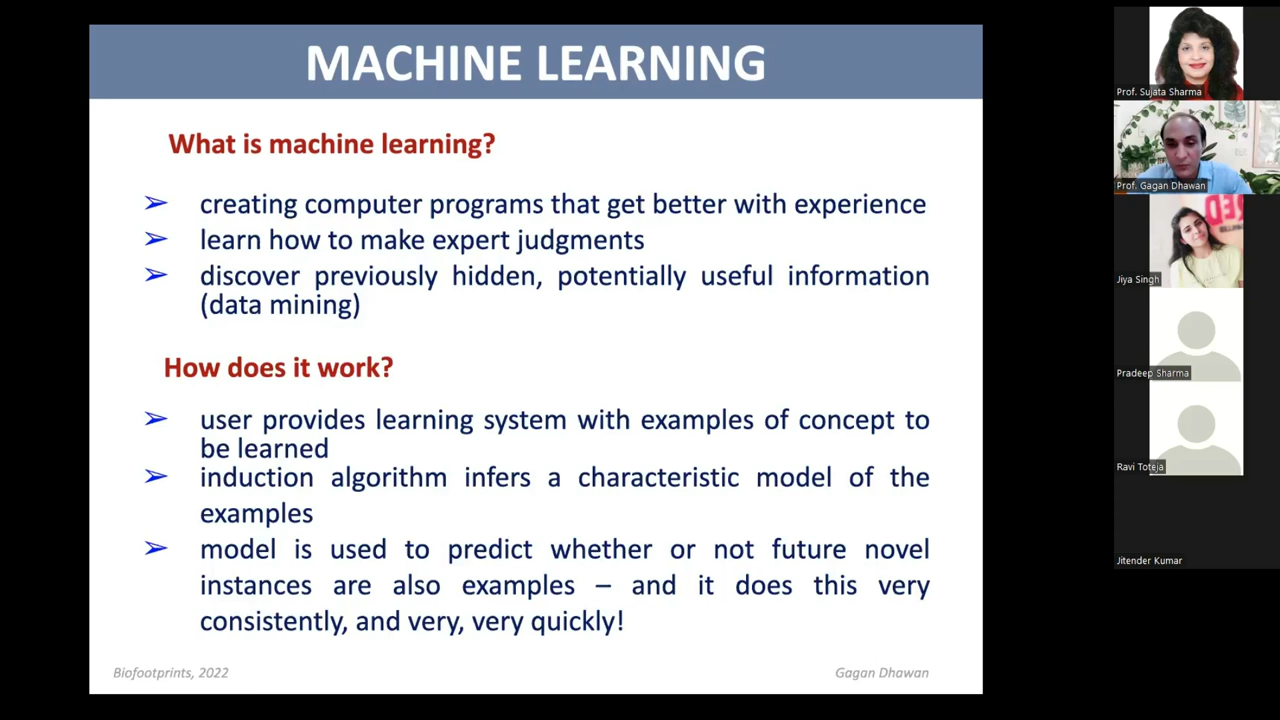 MACHINE LEARNING
What is machine learning?
➢ creating computer programs that get better with experience
➢ learn how to make expert judgments
➢ discover previously hidden, potentially useful information
(data mining)
How does it work?
➢ user provides learning system with examples of concept to
be learned
➢ induction algorithm infers a characteristic model of the
examples
➢ model is used to predict whether or not future novel
instances are also examples – and it does this very
consistently, and very, very quickly!
Biofootprints, 2022
Gagan Dhawan
Prof. Sujata Sharma
Prof. Gagan Dhawan
RED
Jiya Singh
Pradeep Sharma
Ravi Toteja
Jitender Kumar